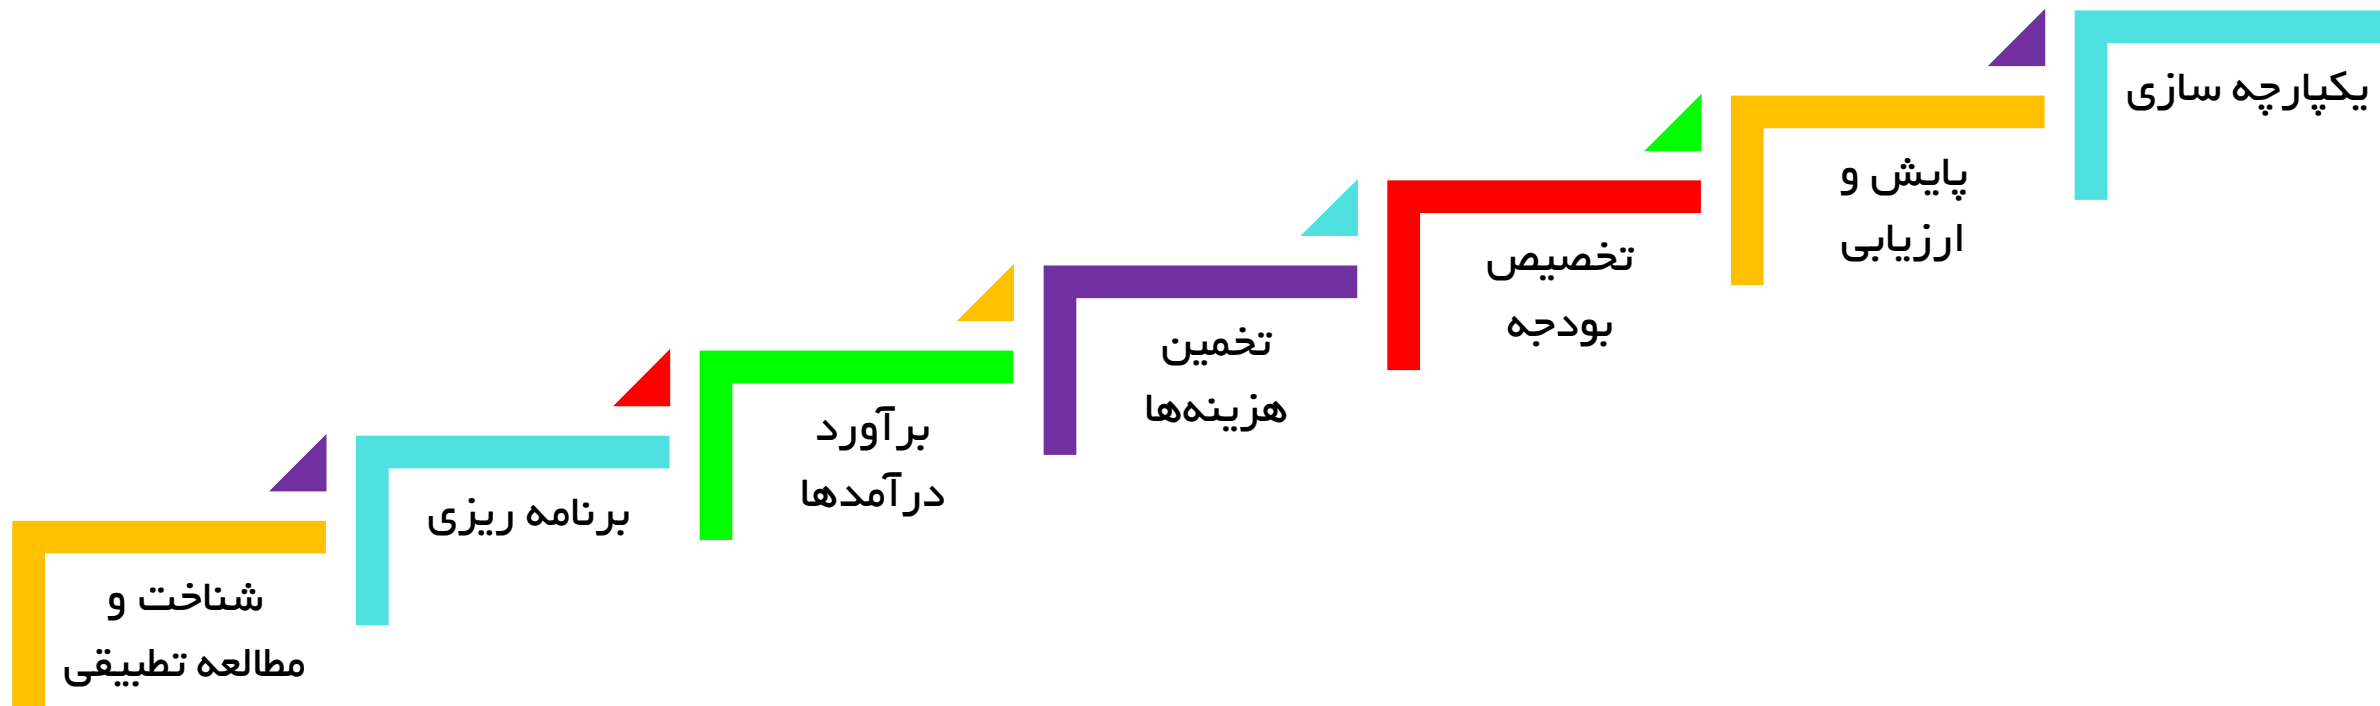 شناخت و
مطالعه تطبیقی
برنامه ریزی
برآورد
درآمدها
تخمین
هزینه‌ها
تخصیص
بودجه
پایش و
ارزیابی
یکپارچه سازی